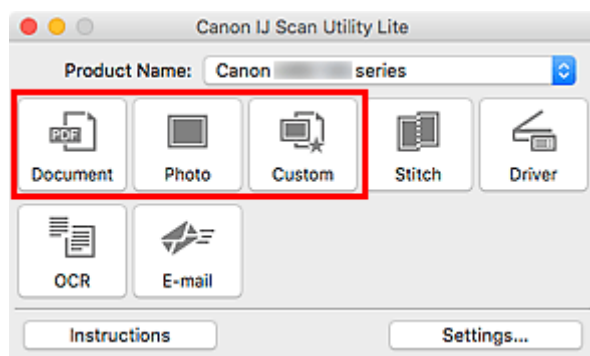 Canon IJ Scan Utility Lite
Product Name: Canon series
PDF
Document Photo Custom Stitch Driver
OCR E-mail
Instructions Settings...